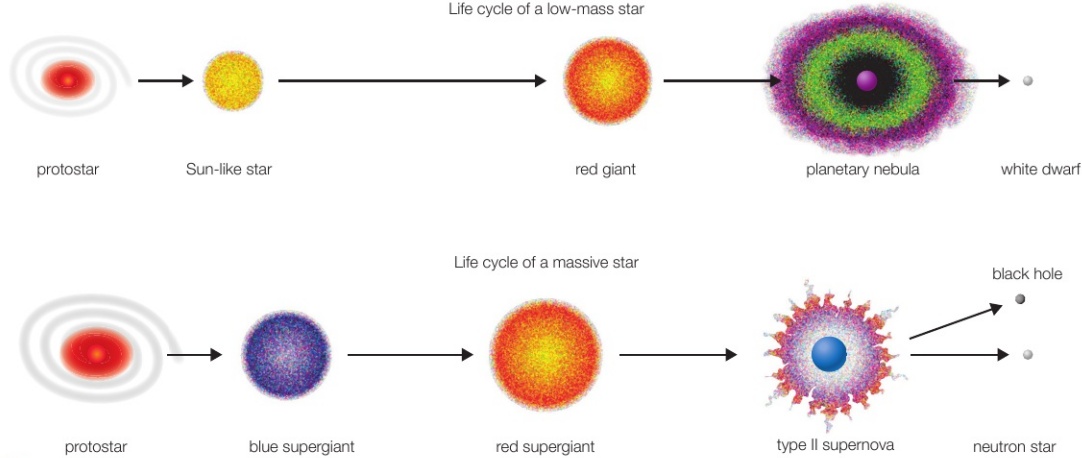 Life cycle of a low-mass star
protostar
Sun-like star
red giant
planetary nebula
white dwarf
Life cycle of a massive star
black hole
protostar
blue supergiant
red supergiant
type II supernova
neutron star